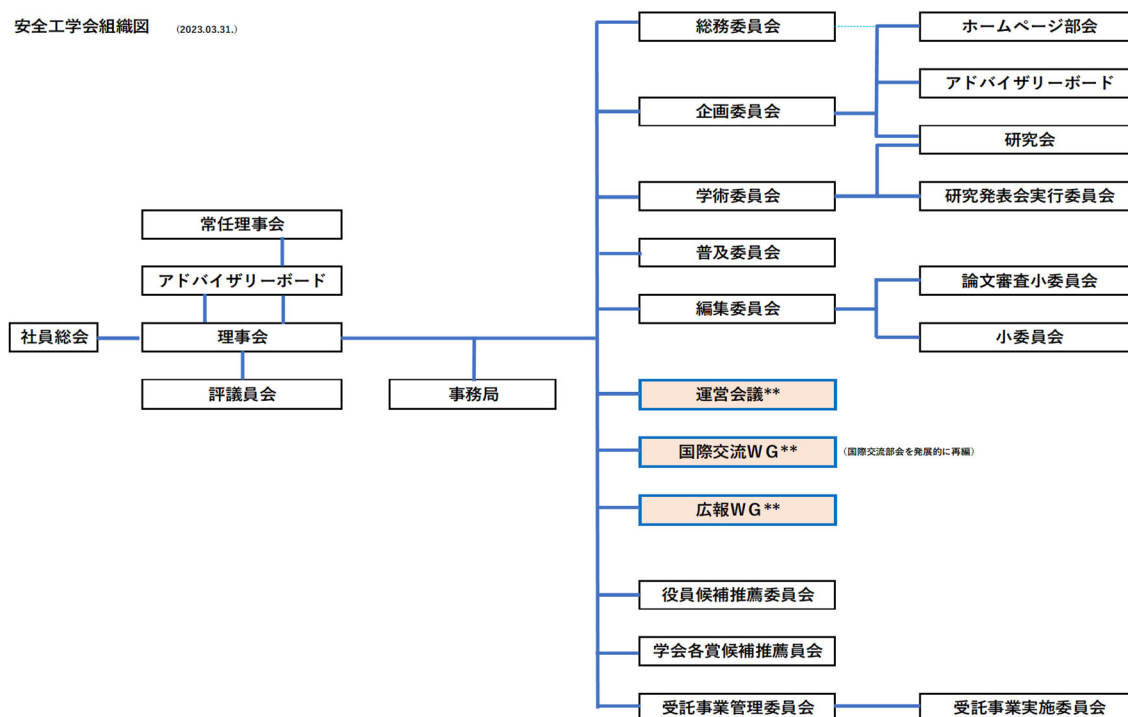 安全工学会組織図 (2023.03.31.)
総務委員会
ホームページ部会
アドバイザリーボード
企画委員会
研究会
学術委員会
研究発表会実行委員会
常任理事会
普及委員会
アドバイザリーボード
論文審査小委員会
編集委員会
社員総会
理事会
小委員会
評議員会
事務局
運営会議**
国際交流WG** (国際交流部会を発展的に再編)
広報WG**
役員候補推薦委員会
学会各賞候補推薦員会
受託事業管理委員会
受託事業実施委員会